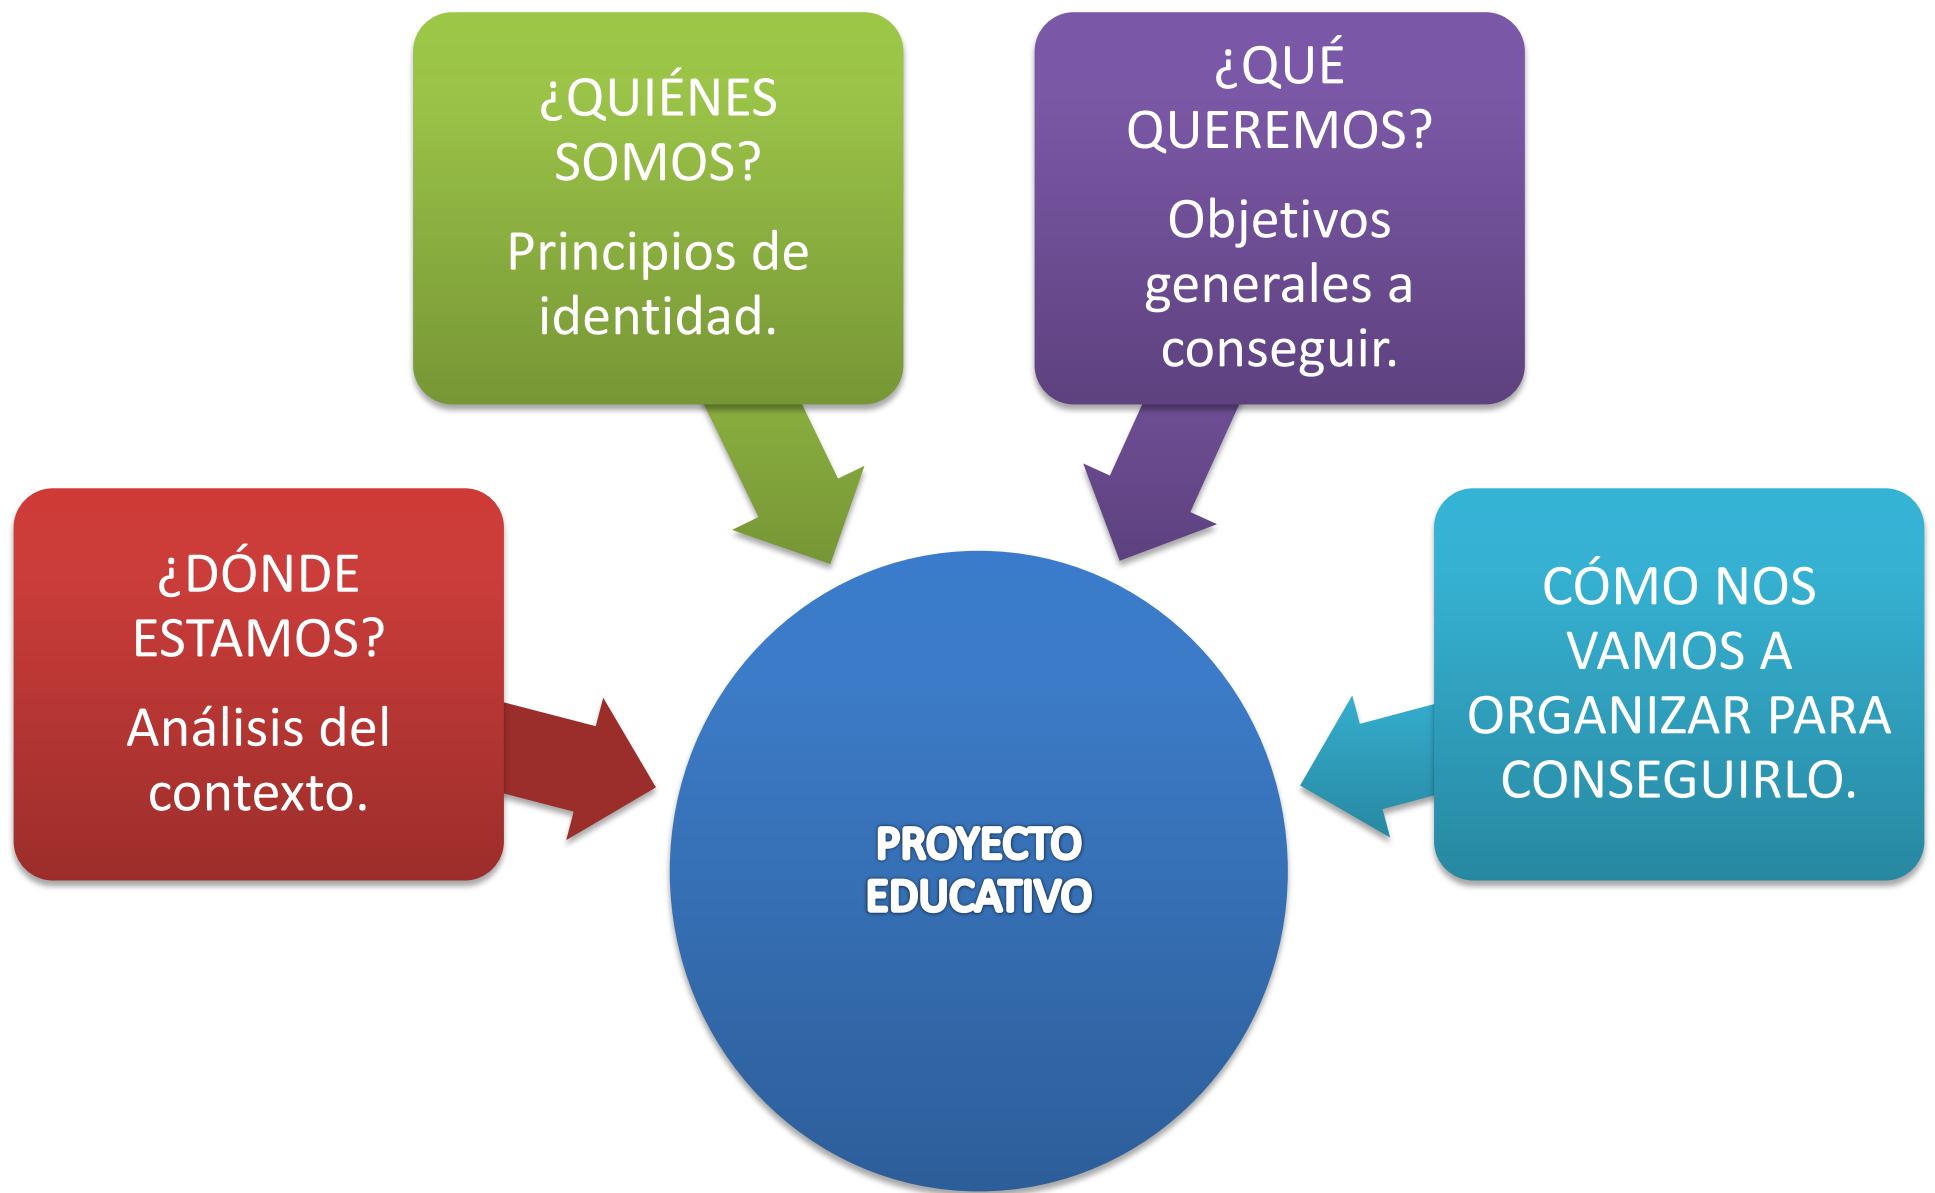 ¿DÓNDE
ESTAMOS?
Análisis del
contexto.
¿QUIÉNES
SOMOS?
Principios de
identidad.
¿QUÉ
QUEREMOS?
Objetivos
generales a
conseguir.
CÓMO NOS
VAMOS A
ORGANIZAR PARA
CONSEGUIRLO.
PROYECTO
EDUCATIVO